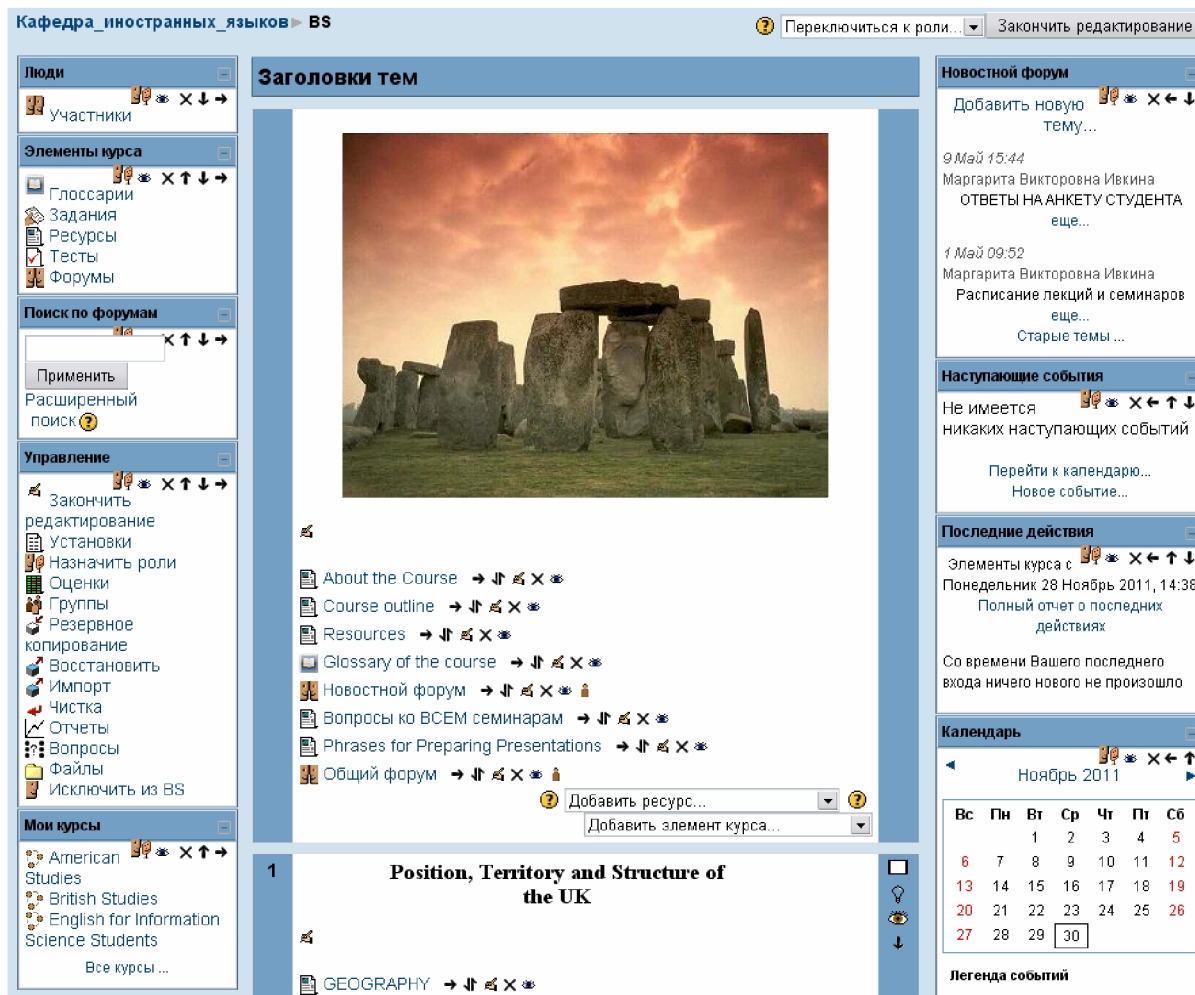 Кафедра_иностранных_языков ► BS
Переключиться к роли...
Закончить редактирование
Люди
Участники
Элементы курса
Глоссарии
Задания
Ресурсы
Тесты
Форумы
Поиск по форумам
Применить
Расширенный
поиск
Управление
Закончить
редактирование
Установки
Назначить роли
Оценки
Группы
Резервное
копирование
Восстановить
Импорт
Чистка
Отчеты
Вопросы
Файлы
Исключить из BS
Мои курсы
American
Studies
British Studies
English for Information
Science Students
Все курсы ...
Заголовки тем
About the Course
Course outline
Resources
Glossary of the course
Новостной форум
Вопросы ко ВСЕМ семинарам
Phrases for Preparing Presentations
Общий форум
Добавить ресурс...
Добавить элемент курса...
1
Position, Territory and Structure of
the UK
GEOGRAPHY
Новостной форум
Добавить новую
тему...
9 Май 15:44
Маргарита Викторовна Ивкина
ОТВЕТЫ НА АНКЕТУ СТУДЕНТА
еще...
1 Май 09:52
Маргарита Викторовна Ивкина
Расписание лекций и семинаров
еще...
Старые темы ...
Наступающие события
Не имеется
никаких наступающих событий
Перейти к календарю...
Новое событие...
Последние действия
Элементы курса с
Понедельник 28 Ноябрь 2011, 14:38
Полный отчет о последних
действиях
Со времени Вашего последнего
входа ничего нового не произошло
Календарь
Ноябрь 2011
Вс Пн Вт Ср Чт Пт Сб
1 2 3 4 5
6 7 8 9 10 11 12
13 14 15 16 17 18 19
20 21 22 23 24 25 26
27 28 29 30
Легенда событий